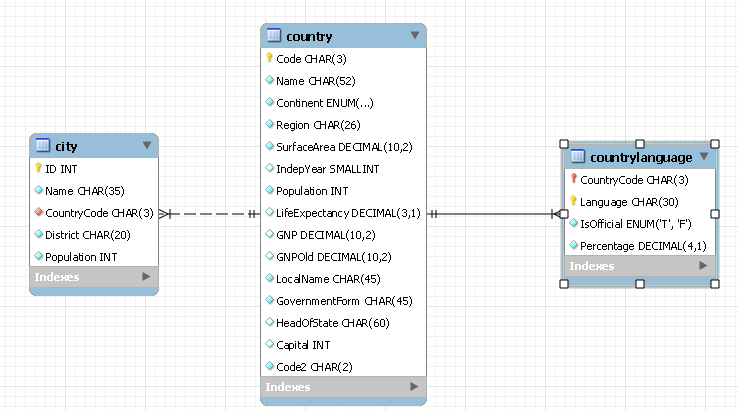 city
ID INT
Name CHAR(35)
CountryCode CHAR(3)
District CHAR(20)
Population INT
Indexes
country
Code CHAR(3)
Name CHAR(52)
Continent ENUM(...)
Region CHAR(26)
SurfaceArea DECIMAL(10,2)
IndepYear SMALLINT
Population INT
LifeExpectancy DECIMAL(3,1)
GNP DECIMAL(10,2)
GNPOld DECIMAL(10,2)
LocalName CHAR(45)
GovernmentForm CHAR(45)
HeadOfState CHAR(60)
Capital INT
Code2 CHAR(2)
Indexes
countrylanguage
CountryCode CHAR(3)
Language CHAR(30)
IsOfficial ENUM('T', 'F')
Percentage DECIMAL(4,1)
Indexes